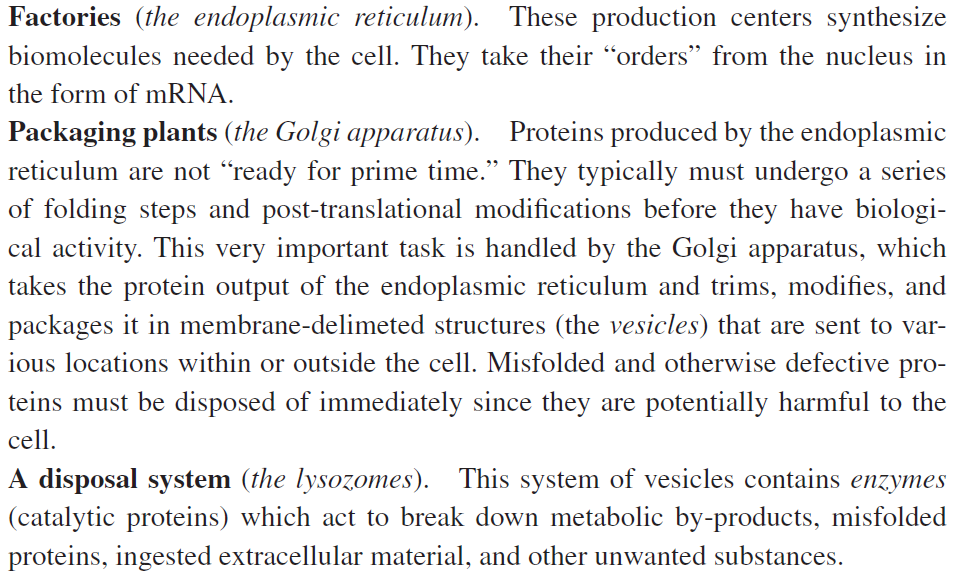 Factories (the endoplasmic reticulum). These production centers synthesize
biomolecules needed by the cell. They take their “orders” from the nucleus in
the form of mRNA.
Packaging plants (the Golgi apparatus). Proteins produced by the endoplasmic
reticulum are not “ready for prime time.” They typically must undergo a series
of folding steps and post-translational modifications before they have biologi-
cal activity. This very important task is handled by the Golgi apparatus, which
takes the protein output of the endoplasmic reticulum and trims, modifies, and
packages it in membrane-delimeted structures (the vesicles) that are sent to var-
ious locations within or outside the cell. Misfolded and otherwise defective pro-
teins must be disposed of immediately since they are potentially harmful to the
cell.
A disposal system (the lysozomes). This system of vesicles contains enzymes
(catalytic proteins) which act to break down metabolic by-products, misfolded
proteins, ingested extracellular material, and other unwanted substances.